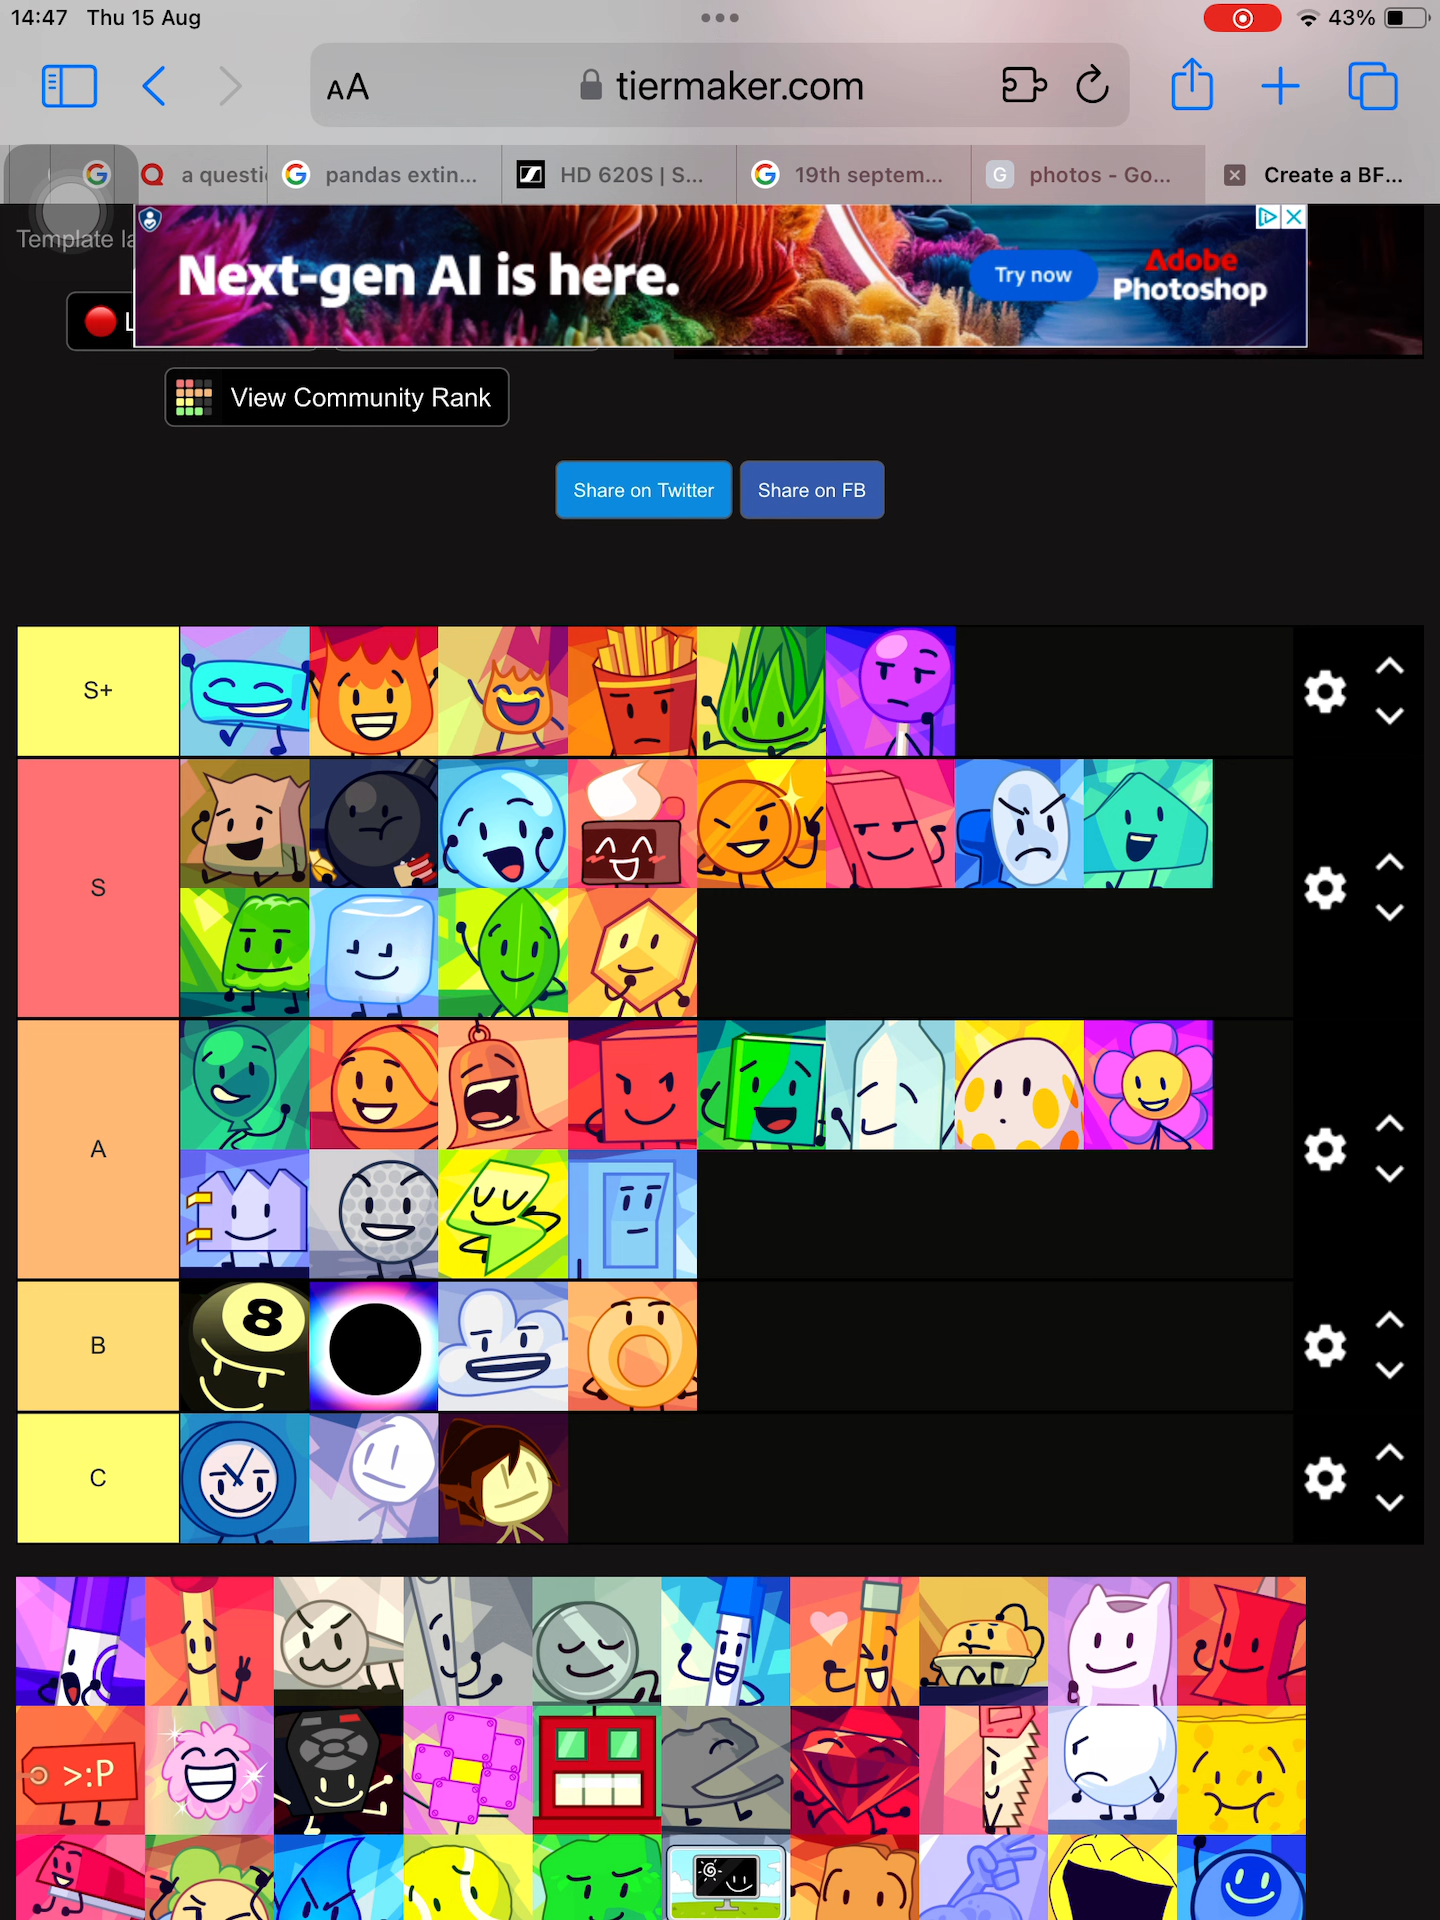 14:47 Thu 15 Aug
43%
AA
tiermaker.com
a questi
pandas extin...
HD 620S | S...
19th septem...
G
photos - Go...
Create a BF...
Template la
Next-gen AI is here.
Try now
Adobe
Photoshop
L
View Community Rank
Share on Twitter
Share on FB
S+
S
A
B
8
C
>:P